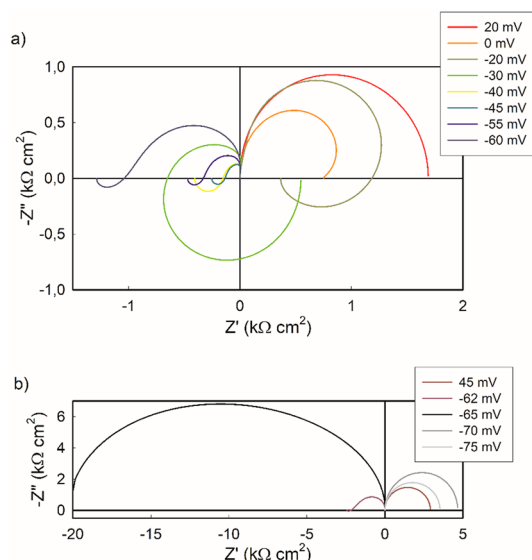 a)
20 mV
0 mV
-20 mV
-30 mV
-40 mV
-45 mV
-55 mV
-60 mV
-Z'' (kΩ cm²)
1,0
0,5
0,0
0,5
-1,0
-1
0
1
2
Z' (kΩ cm²)
b)
45 mV
-62 mV
-65 mV
-70 mV
-75 mV
-Z'' (kΩ cm²)
6
4
2
0
-20
-15
-10
-5
0
5
Z' (kΩ cm²)